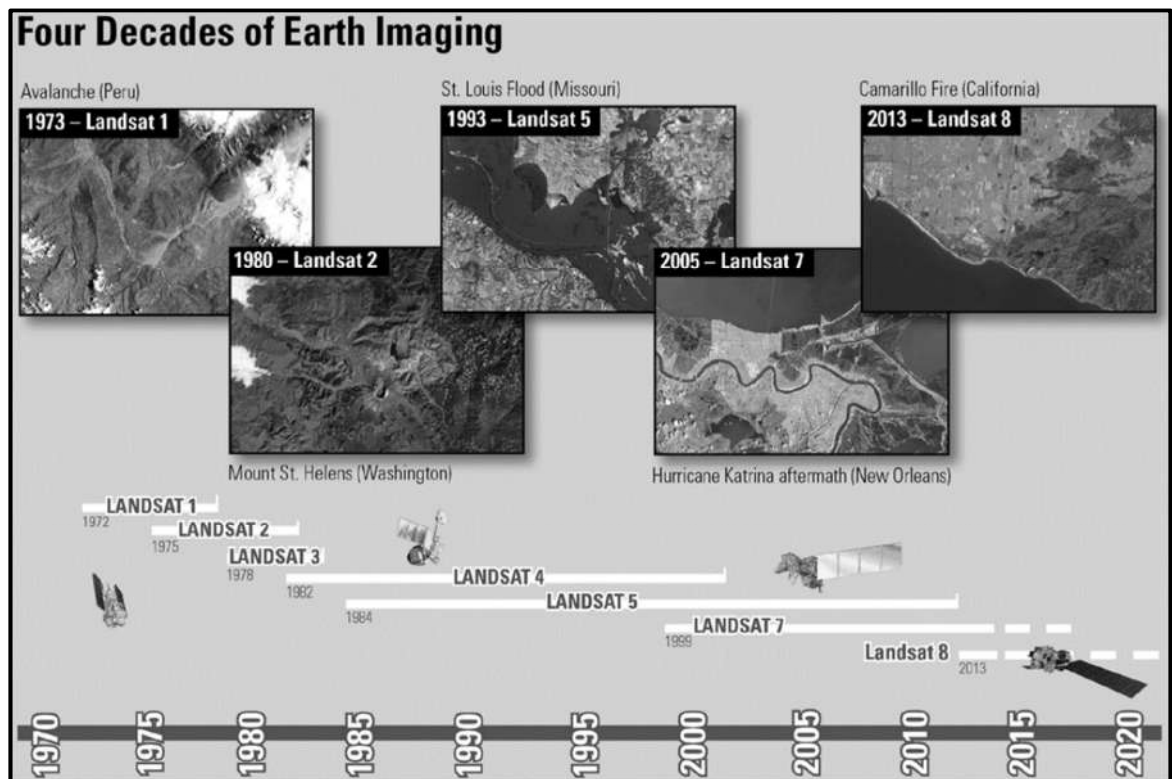 Four Decades of Earth Imaging
Avalanche (Peru)
1973 – Landsat 1
St. Louis Flood (Missouri)
1993 – Landsat 5
Camarillo Fire (California)
2013 – Landsat 8
1980 – Landsat 2
Mount St. Helens (Washington)
2005 – Landsat 7
Hurricane Katrina aftermath (New Orleans)
LANDSAT 1
1972
LANDSAT 2
1975
LANDSAT 3
1978
LANDSAT 4
1982
LANDSAT 5
1984
LANDSAT 7
1999
Landsat 8
2013
1970 1975 1980 1985 1990 1995 2000 2005 2010 2015 2020